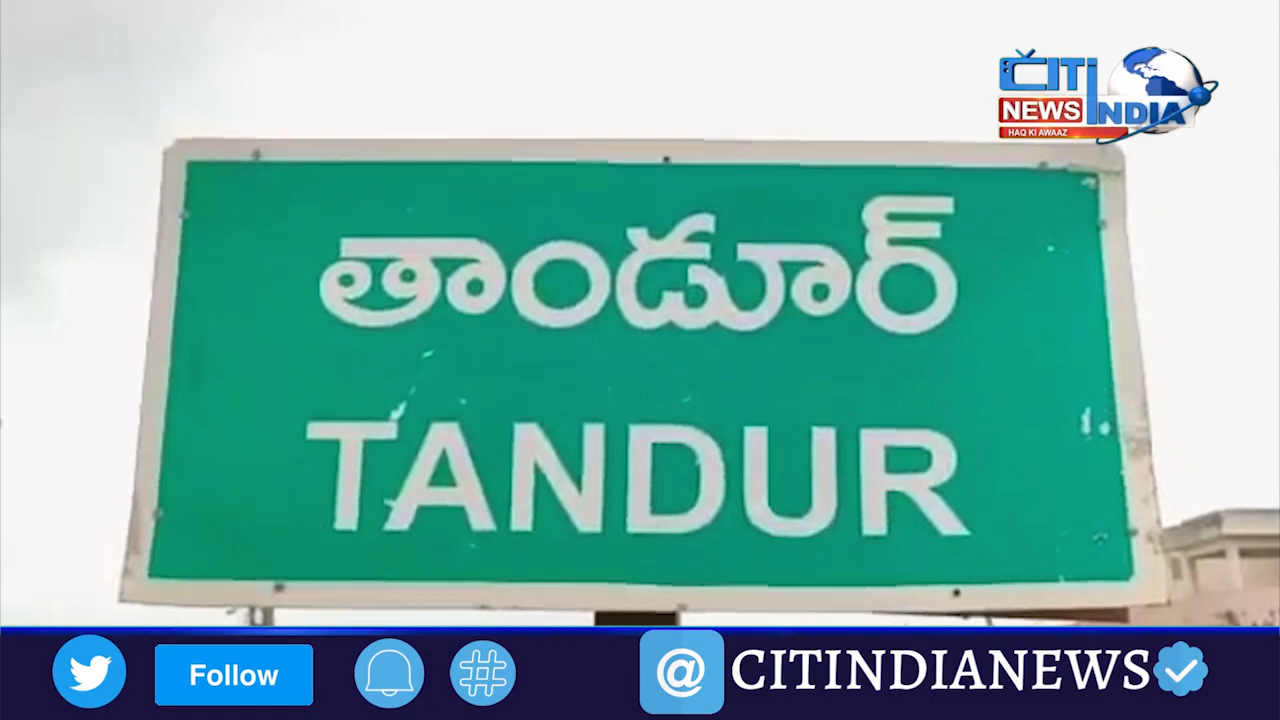 CITI
NEWS INDIA
HAQ KI AWAAZ
తాండూర్
TANDUR
Follow
@ CITINDIANEWS